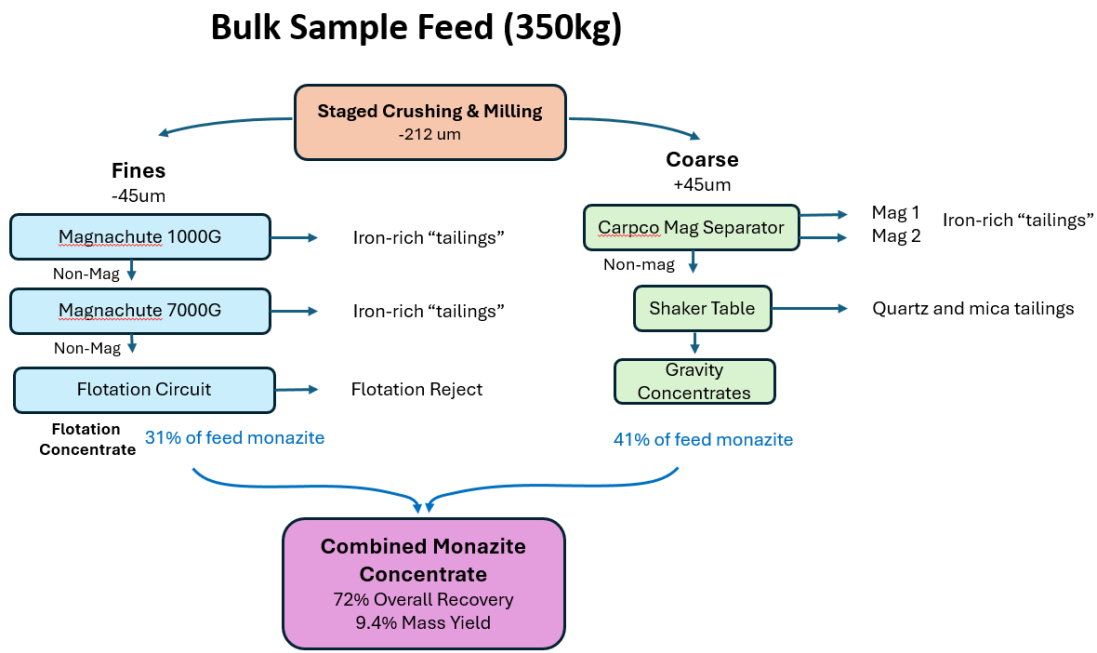 Bulk Sample Feed (350kg)
Staged Crushing & Milling
-212 um
Fines
-45um
Magnachute 1000G
Iron-rich “tailings”
Non-Mag
Magnachute 7000G
Iron-rich “tailings”
Non-Mag
Flotation Circuit
Flotation Reject
Flotation
Concentrate
31% of feed monazite
Coarse
+45um
Carpco Mag Separator
Mag 1
Mag 2
Iron-rich “tailings”
Non-mag
Shaker Table
Quartz and mica tailings
Gravity
Concentrates
41% of feed monazite
Combined Monazite
Concentrate
72% Overall Recovery
9.4% Mass Yield